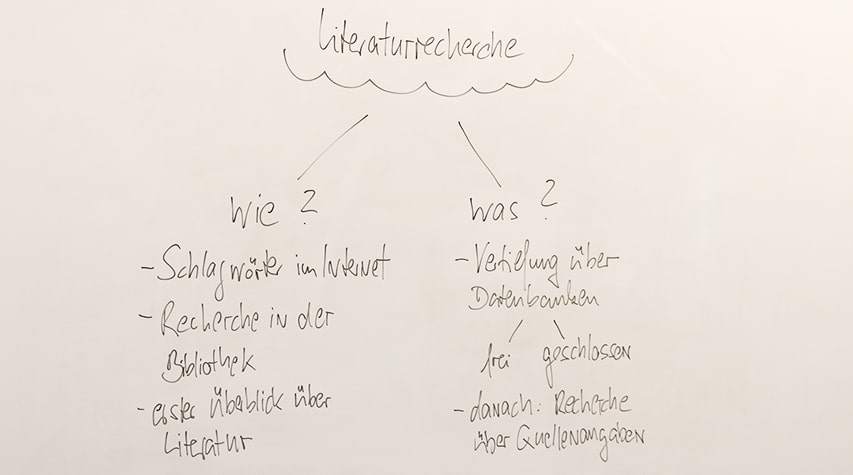 Literaturrecherche
Wie ?
- Schlagwörter im Internet
- Recherche in der
Bibliothek
- erster überblick über
Literatur
Was ?
- Vertiefung über
Datenbanken
frei geschlossen
- danach: Recherche
über Quellenangaben